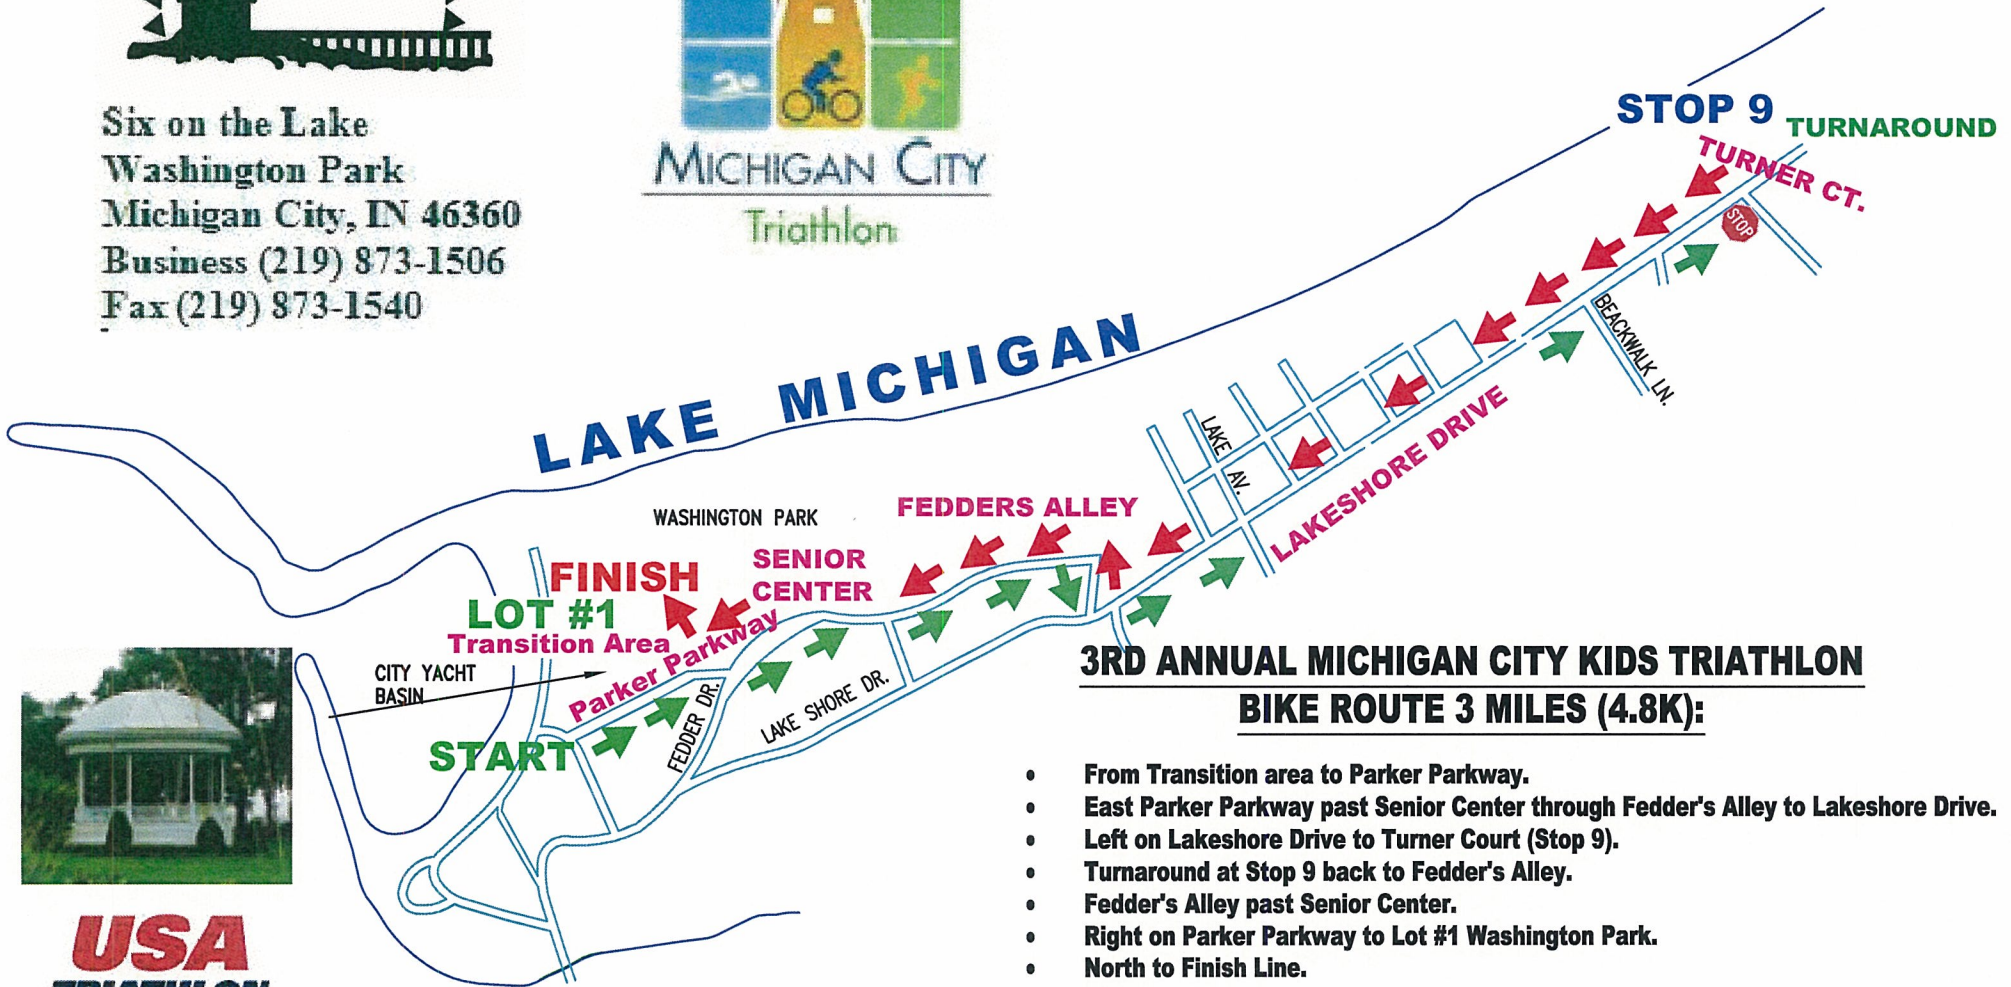 Six on the Lake
Washington Park
Michigan City, IN 46360
Business (219) 873-1506
Fax (219) 873-1540
MICHIGAN CITY
Triathlon
STOP 9
TURNAROUND
TURNER CT.
STOP
BEACKWALK LN.
LAKE MICHIGAN
LAKE AV.
LAKESHORE DRIVE
WASHINGTON PARK
FEDDERS ALLEY
SENIOR
CENTER
FINISH
LOT #1
Transition Area
Parker Parkway
CITY YACHT
BASIN
START
FEDDER DR.
LAKE SHORE DR.
3RD ANNUAL MICHIGAN CITY KIDS TRIATHLON
BIKE ROUTE 3 MILES (4.8K):
• From Transition area to Parker Parkway.
• East Parker Parkway past Senior Center through Fedder's Alley to Lakeshore Drive.
• Left on Lakeshore Drive to Turner Court (Stop 9).
• Turnaround at Stop 9 back to Fedder's Alley.
• Fedder's Alley past Senior Center.
• Right on Parker Parkway to Lot #1 Washington Park.
• North to Finish Line.
USA
TRIATHLON